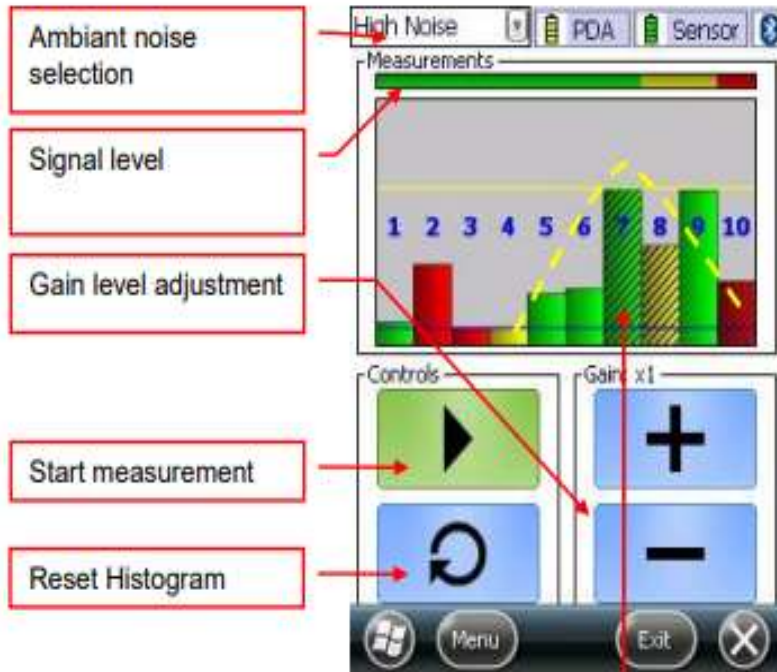 Ambiant noise
selection
Signal level
Gain level adjustment
Start measurement
Reset Histogram
High Noise
PDA
Sensor
Measurements
1 2 3 4 5 6 7 8 9 10
Controls
Gain: x1
Menu
Exit